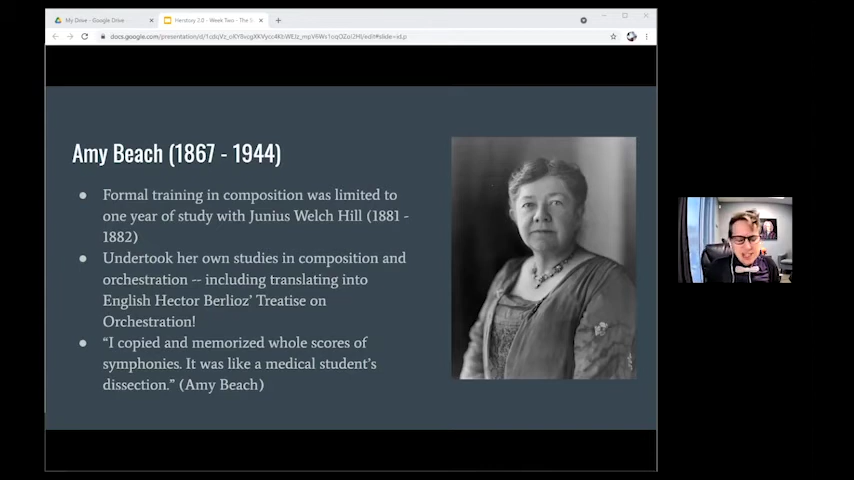 My Drive - Google Drive
Herstory 2.0 - Week Two - The
Amy Beach (1867 - 1944)
● Formal training in composition was limited to
one year of study with Junius Welch Hill (1881 -
1882)
● Undertook her own studies in composition and
orchestration -- including translating into
English Hector Berlioz’ Treatise on
Orchestration!
● “I copied and memorized whole scores of
symphonies. It was like a medical student’s
dissection.” (Amy Beach)